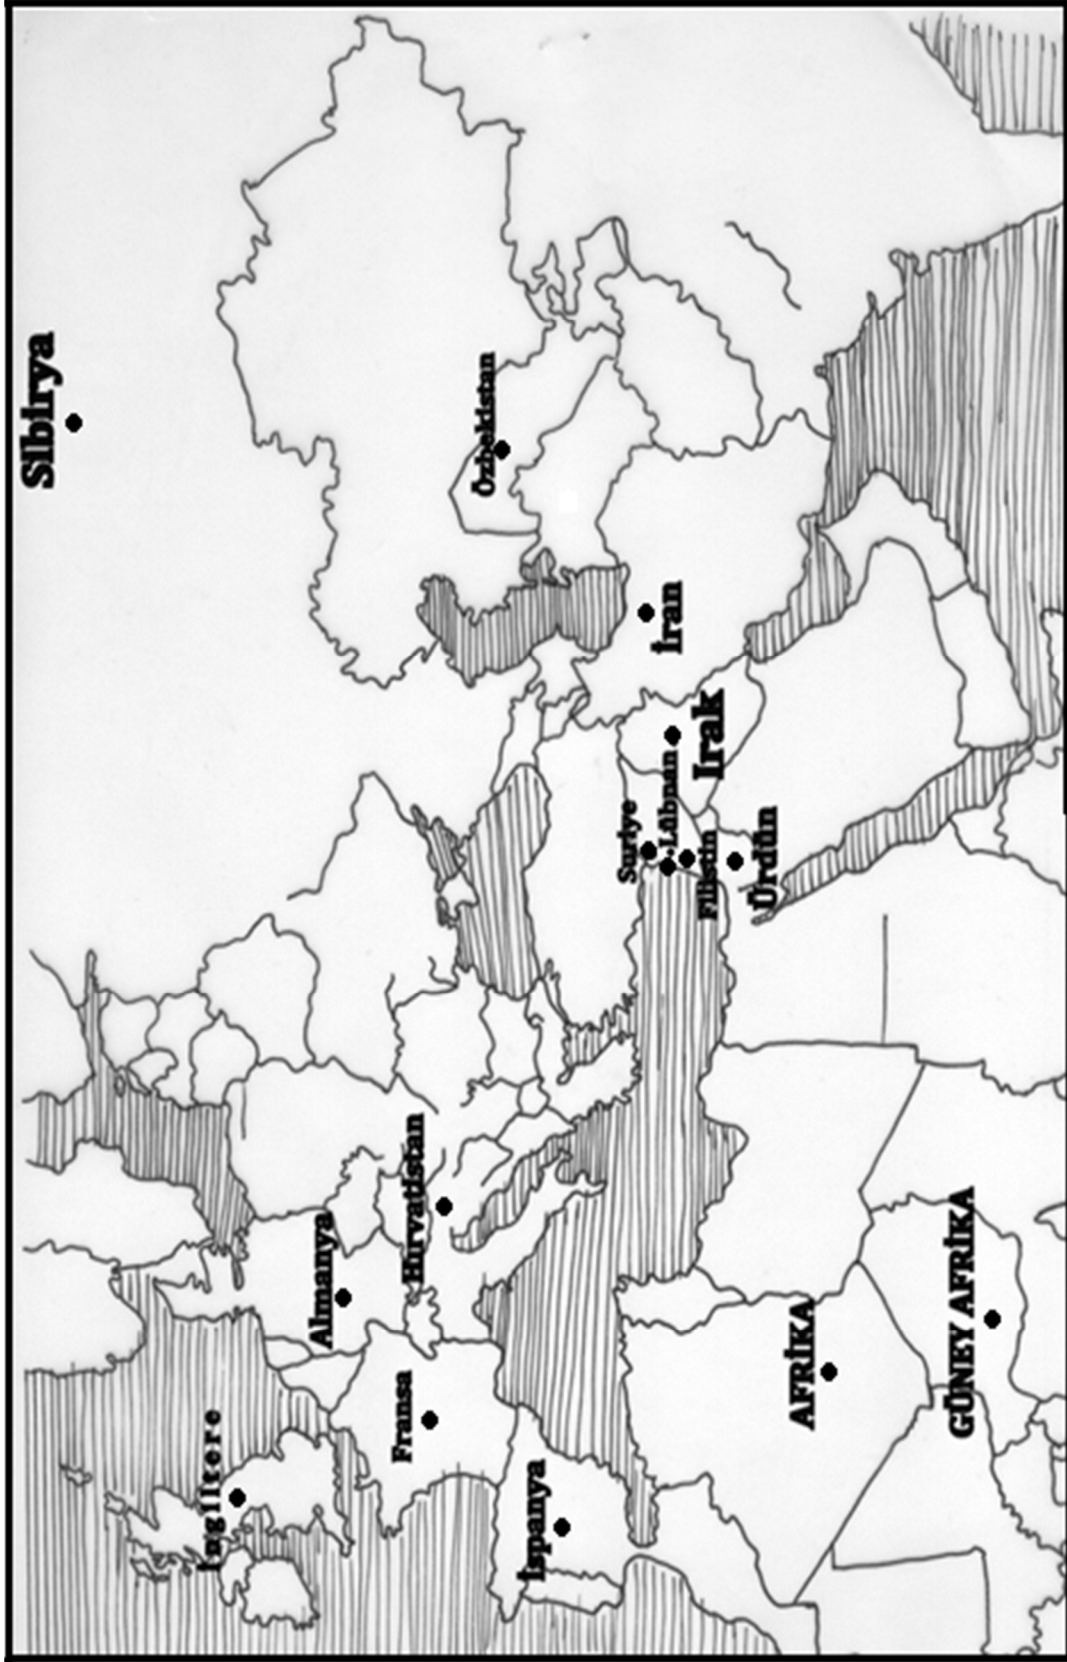 Sibirya
Özbekistan
İran
Irak
Lübnan
Suriye
Filistin
Ürdün
Hırvatistan
Almanya
Fransa
İngiltere
İspanya
AFRİKA
GÜNEY AFRİKA